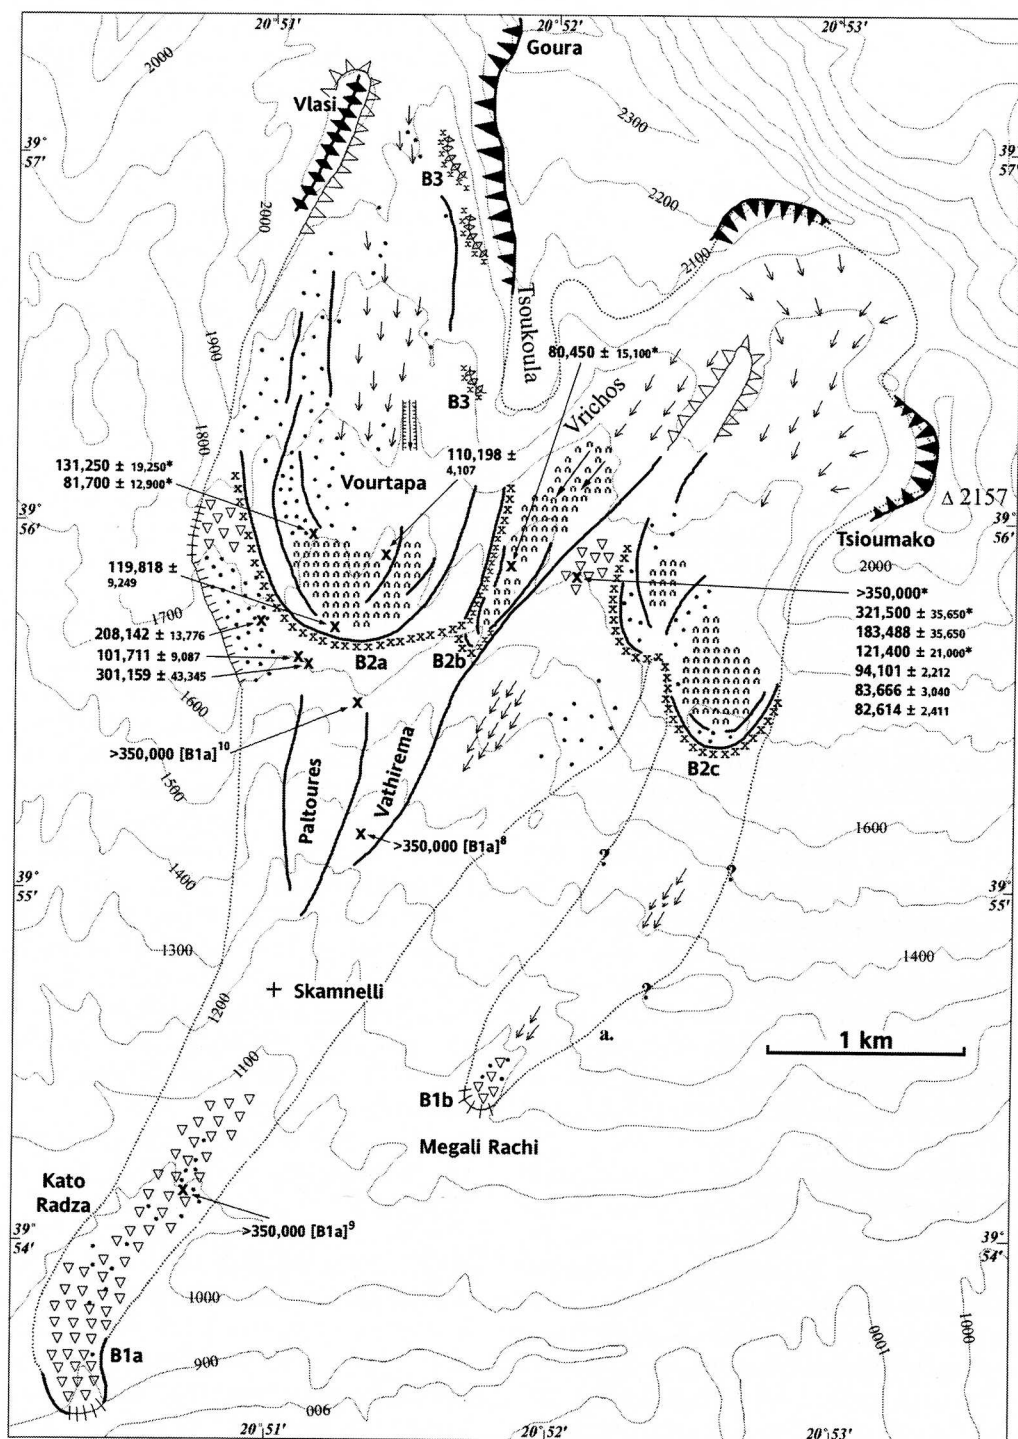 20° 51'
20° 52'
20° 53'
Goura
2000
Vlasi
2300
39°
57'
39°
57'
B3
2200
2000
2100
Tsoukoula
1900
80,450 ± 15,100*
Vrichos
B3
1800
131,250 ± 19,250*
81,700 ± 12,900*
110,198 ±
4,107
Vourtapa
Δ 2157
39°
56'
39°
56'
Tsioumako
2000
119,818 ±
9,249
1700
>350,000*
321,500 ± 35,650*
183,488 ± 35,650
121,400 ± 21,000*
94,101 ± 2,212
83,666 ± 3,040
82,614 ± 2,411
208,142 ± 13,776
101,711 ± 9,087
301,159 ± 43,345
B2a
B2b
1600
>350,000 [B1a]¹⁰
B2c
1500
Paltoures
Vathirema
1600
>350,000 [B1a]⁸
?
?
1400
39°
55'
39°
55'
1300
1400
+ Skamnelli
?
1200
a.
1 km
1100
B1b
Megali Rachi
Kato
Radza
>350,000 [B1a]⁹
39°
54'
39°
54'
1000
1000
1000
B1a
900
900
20° 51'
20° 52'
20° 53'